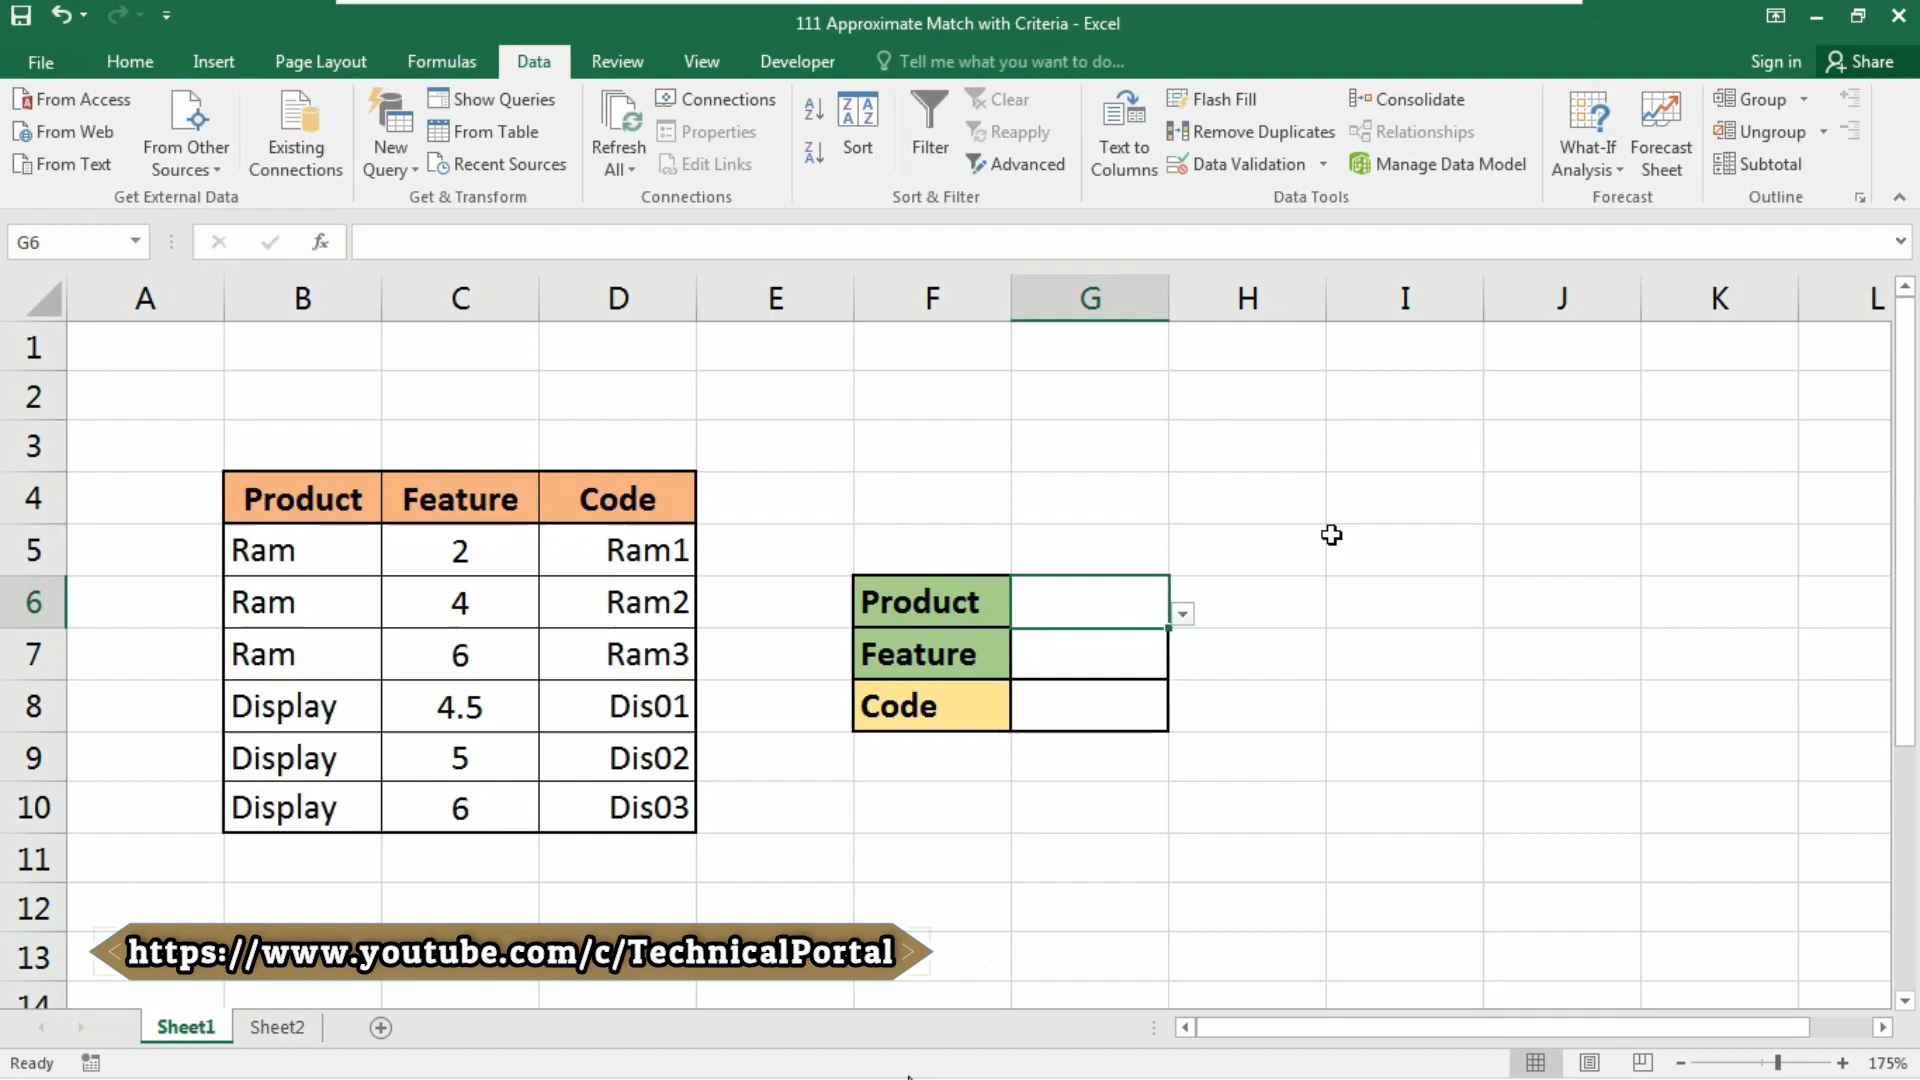 111 Approximate Match with Criteria - Excel
File Home Insert Page Layout Formulas Data Review View Developer Tell me what you want to do... Sign in Share
From Access
From Web
From Text
From Other Sources
Existing Connections
Get External Data
New Query
Show Queries
From Table
Recent Sources
Get & Transform
Refresh All
Connections
Properties
Edit Links
Connections
Sort
Filter
Clear
Reapply
Advanced
Sort & Filter
Text to Columns
Flash Fill
Remove Duplicates
Data Validation
Consolidate
Relationships
Manage Data Model
Data Tools
What-If Analysis
Forecast Sheet
Forecast
Group
Ungroup
Subtotal
Outline
G6 fx
A B C D E F G H I J K L
1
2
3
4 Product Feature Code
5 Ram 2 Ram1
6 Ram 4 Ram2 Product
7 Ram 6 Ram3 Feature
8 Display 4.5 Dis01 Code
9 Display 5 Dis02
10 Display 6 Dis03
11
12
13
https://www.youtube.com/c/TechnicalPortal
14
Sheet1 Sheet2
Ready 175%